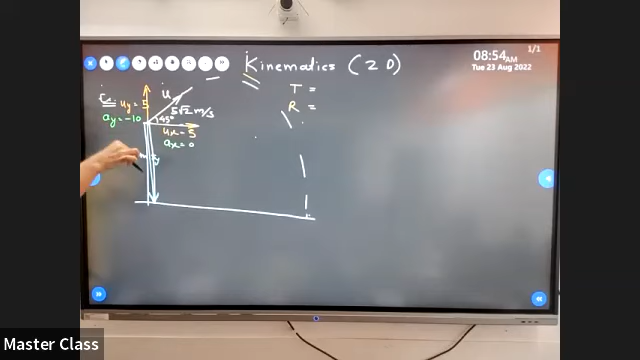 Kinematics (2D)
1/1
08:54AM
Tue 23 Aug 2022
T =
R =
u
uy = 5
5√2 m/s
45°
ay = -10
ux = 5
ax = 0
Master Class